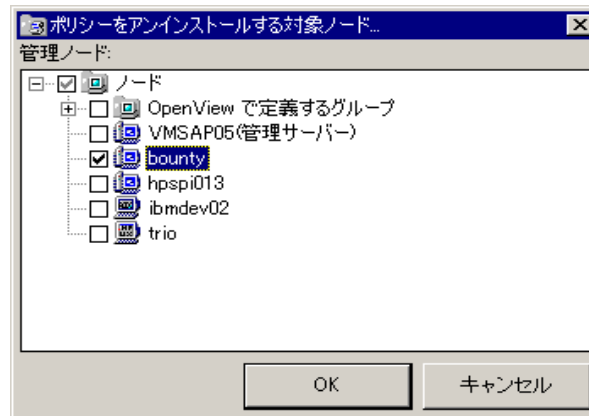 ポリシーをアンインストールする対象ノード...
管理ノード:
ノード
OpenView で定義するグループ
VMSAP05(管理サーバー)
bounty
hpspi013
ibmdev02
trio
OK キャンセル